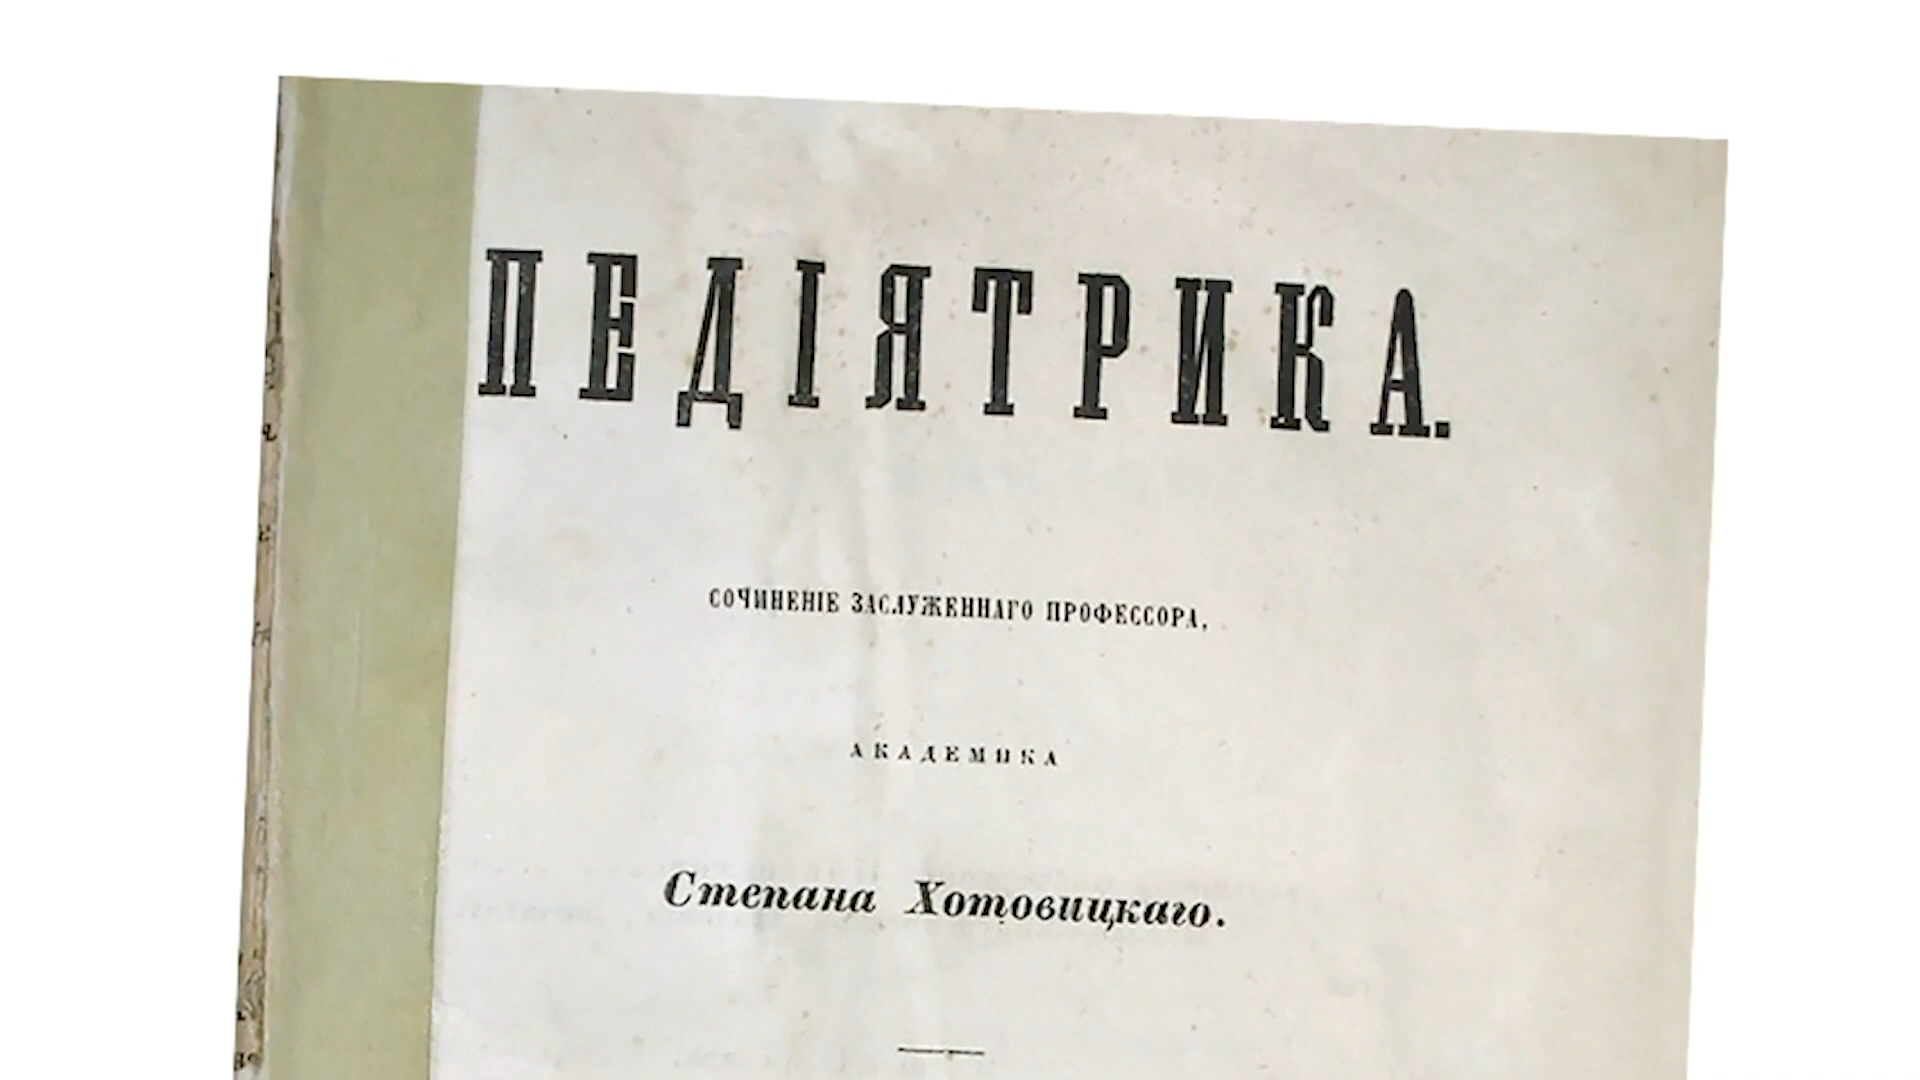 ПЕДІЯТРИКА.
СОЧИНЕНІЕ ЗАСЛУЖЕННАГО ПРОФЕССОРА,
АКАДЕМИКА
Степана Хотовицкаго.